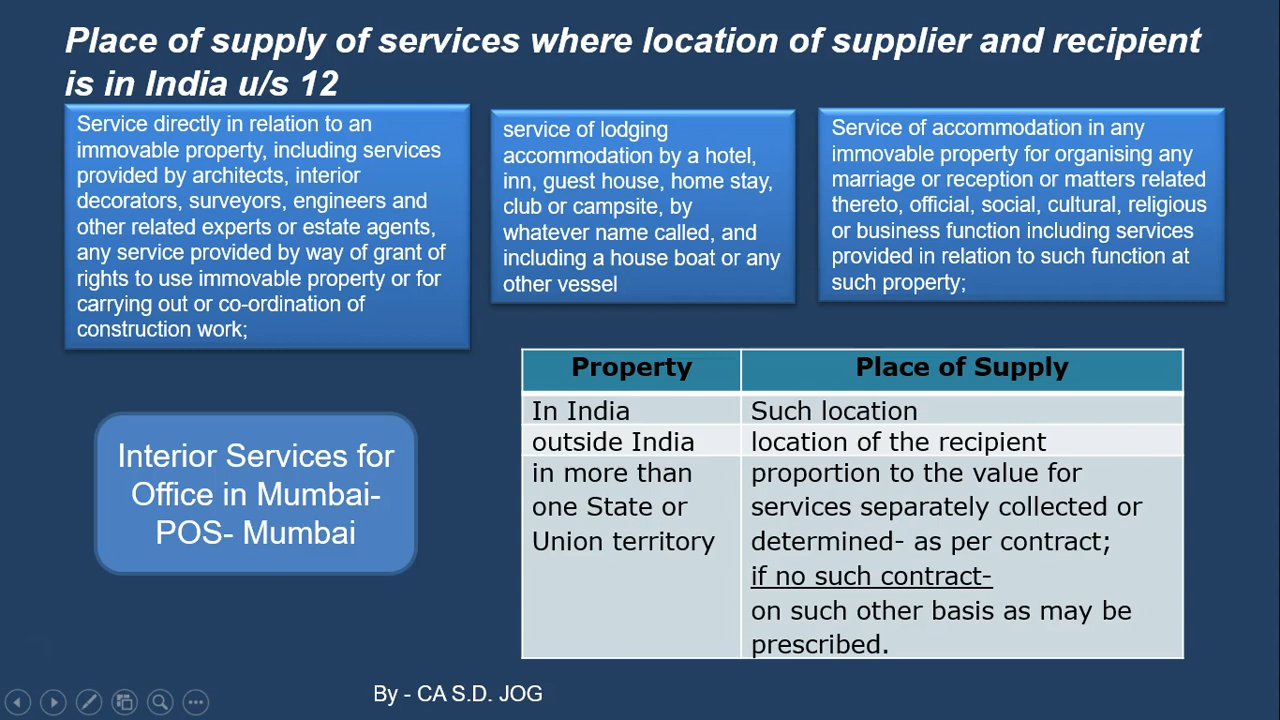 Place of supply of services where location of supplier and recipient
is in India u/s 12
Service directly in relation to an
immovable property, including services
provided by architects, interior
decorators, surveyors, engineers and
other related experts or estate agents,
any service provided by way of grant of
rights to use immovable property or for
carrying out or co-ordination of
construction work;
service of lodging
accommodation by a hotel,
inn, guest house, home stay,
club or campsite, by
whatever name called, and
including a house boat or any
other vessel
Service of accommodation in any
immovable property for organising any
marriage or reception or matters related
thereto, official, social, cultural, religious
or business function including services
provided in relation to such function at
such property;
Property Place of Supply
In India Such location
outside India location of the recipient
in more than proportion to the value for
one State or services separately collected or
Union territory determined- as per contract;
if no such contract-
on such other basis as may be
prescribed.
Interior Services for
Office in Mumbai-
POS- Mumbai
By - CA S.D. JOG